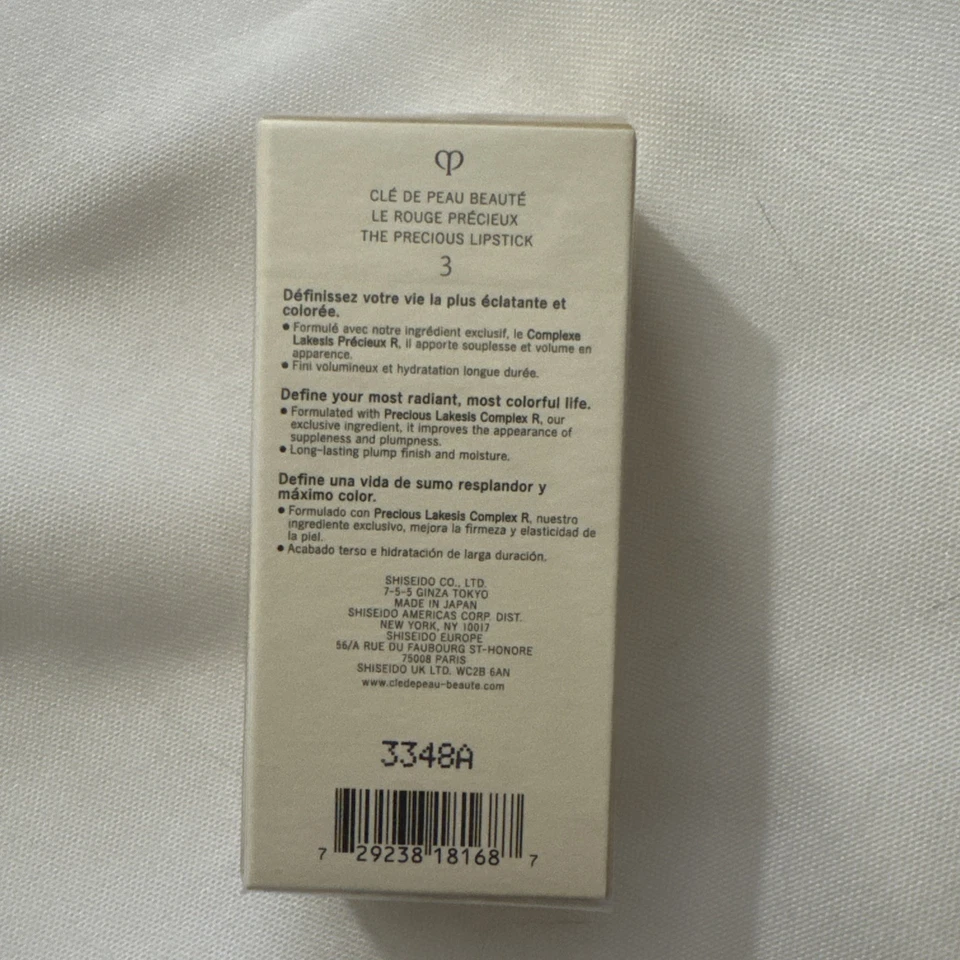 CLÉ DE PEAU BEAUTÉ
LE ROUGE PRÉCIEUX
THE PRECIOUS LIPSTICK
3
Définissez votre vie la plus éclatante et
colorée.
● Formulé avec notre ingrédient exclusif, le Complexe
Lakesis Précieux R, il apporte souplesse et volume en
apparence.
● Fini volumineux et hydratation longue durée.
Define your most radiant, most colorful life.
● Formulated with Precious Lakesis Complex R, our
exclusive ingredient, it improves the appearance of
suppleness and plumpness.
● Long-lasting plump finish and moisture.
Define una vida de sumo resplandor y
máximo color.
● Formulado con Precious Lakesis Complex R, nuestro
ingrediente exclusivo, mejora la firmeza y elasticidad de
la piel.
● Acabado terso e hidratación de larga duración.
SHISEIDO CO., LTD.
7-5-5 GINZA TOKYO
MADE IN JAPAN
SHISEIDO AMERICAS CORP. DIST.
NEW YORK, NY 10017
SHISEIDO EUROPE
56/A RUE DU FAUBOURG ST-HONORE
75008 PARIS
SHISEIDO UK LTD. WC2B 6AN
www.cledepeau-beaute.com
3348A
7 29238 18168 7